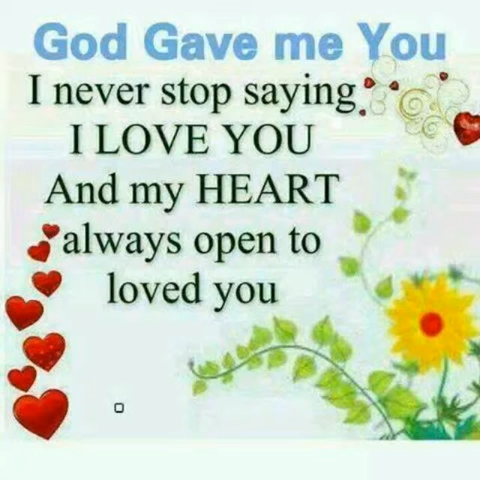 God Gave me You
I never stop saying
I LOVE YOU
And my HEART
always open to
loved you